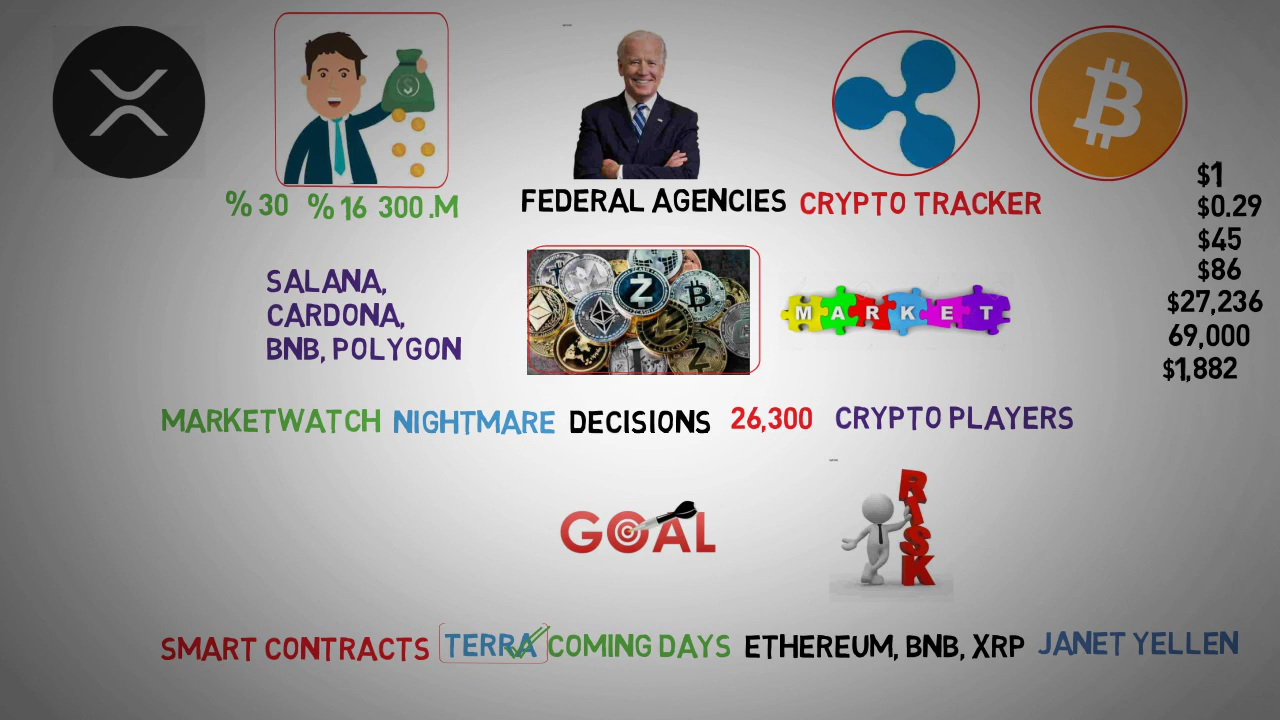 % 30 % 16 300 .M
FEDERAL AGENCIES
CRYPTO TRACKER
$1
$0.29
$45
$86
$27,236
69,000
$1,882
SALANA,
CARDONA,
BNB, POLYGON
MARKET
MARKETWATCH NIGHTMARE DECISIONS 26,300 CRYPTO PLAYERS
GOAL
RISK
SMART CONTRACTS TERRA COMING DAYS ETHEREUM, BNB, XRP JANET YELLEN